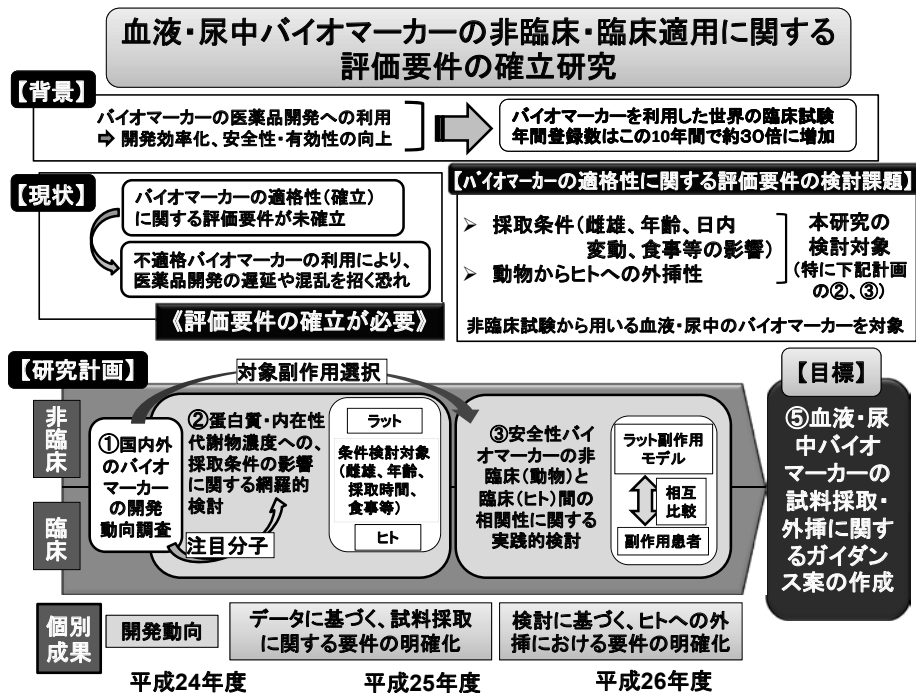 血液・尿中バイオマーカーの非臨床・臨床適用に関する
評価要件の確立研究
【背景】
バイオマーカーの医薬品開発への利用
⇒ 開発効率化、安全性・有効性の向上
バイオマーカーを利用した世界の臨床試験
年間登録数はこの10年間で約30倍に増加
【現状】
バイオマーカーの適格性（確立）
に関する評価要件が未確立
不適格バイオマーカーの利用により、
医薬品開発の遅延や混乱を招く恐れ
《評価要件の確立が必要》
【バイオマーカーの適格性に関する評価要件の検討課題】
➢ 採取条件（雌雄、年齢、日内
変動、食事等の影響）
➢ 動物からヒトへの外挿性
本研究の
検討対象
（特に下記計画
の②、③）
非臨床試験から用いる血液・尿中のバイオマーカーを対象
【研究計画】
対象副作用選択
非臨床
臨床
①国内外
のバイオ
マーカー
の開発
動向調査
②蛋白質・内在性
代謝物濃度への、
採取条件の影響
に関する網羅的
検討
注目分子
ラット
条件検討対象
（雌雄、年齢、
採取時間、
食事等）
ヒト
③安全性バイ
オマーカーの非
臨床（動物）と
臨床（ヒト）間の
相関性に関する
実践的検討
ラット副作用
モデル
相互
比較
副作用患者
【目標】
⑤血液・尿
中バイオ
マーカーの
試料採取・
外挿に関す
るガイダン
ス案の作成
個別
成果
開発動向
データに基づく、試料採取
に関する要件の明確化
検討に基づく、ヒトへの外
挿における要件の明確化
平成24年度
平成25年度
平成26年度